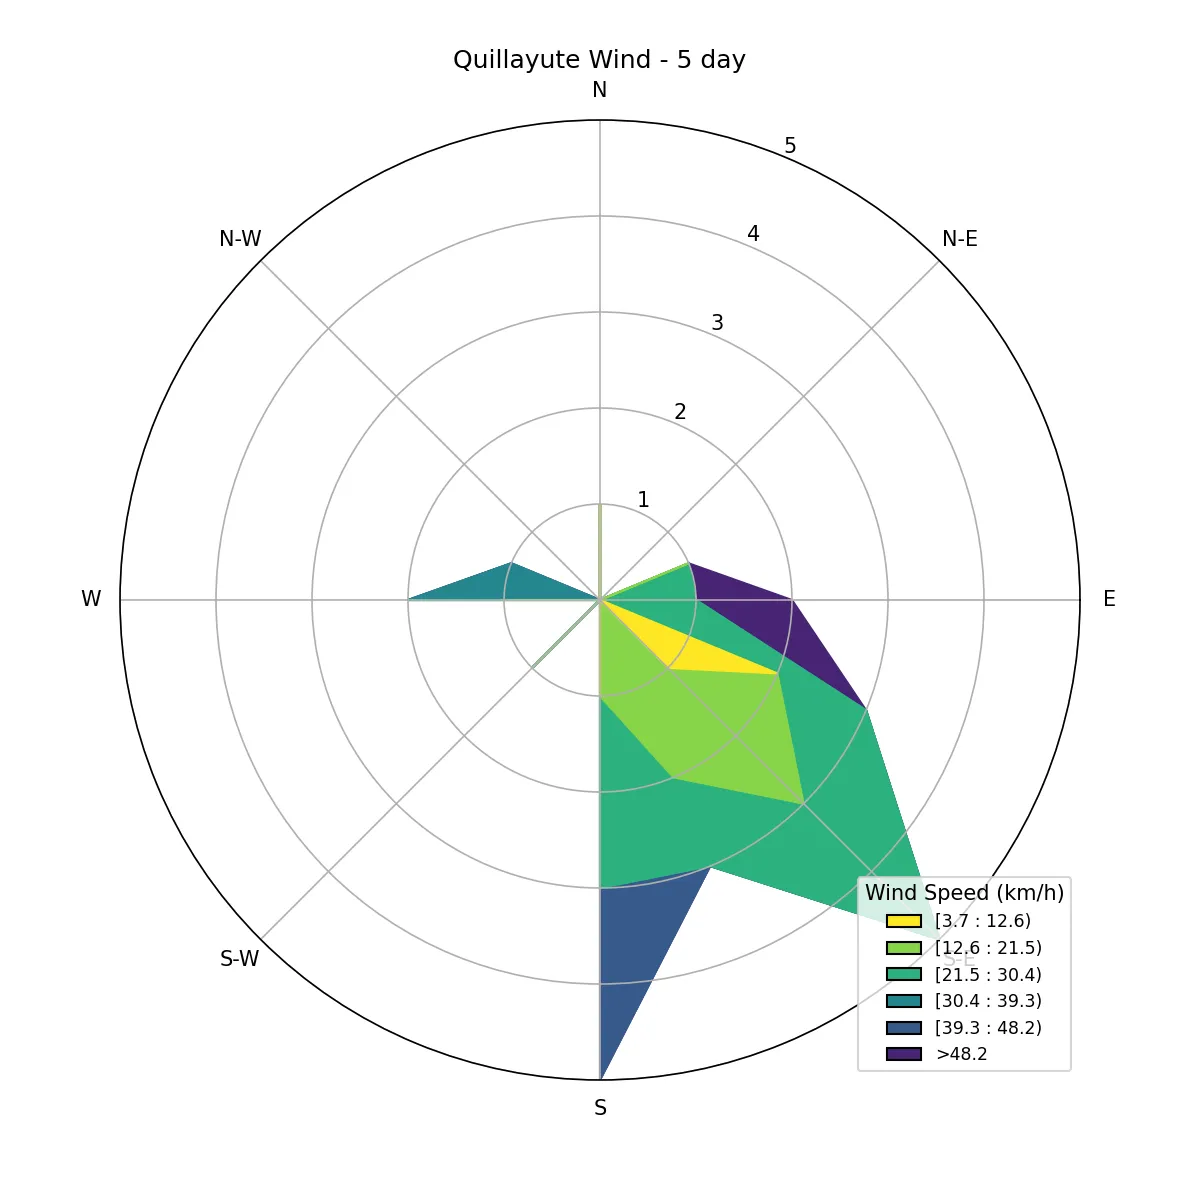 Quillayute Wind - 5 day
N
5
N-W
N-E
4
3
2
1
W
E
Wind Speed (km/h)
[3.7 : 12.6)
[12.6 : 21.5)
[21.5 : 30.4)
[30.4 : 39.3)
[39.3 : 48.2)
>48.2
S-W
S-E
S